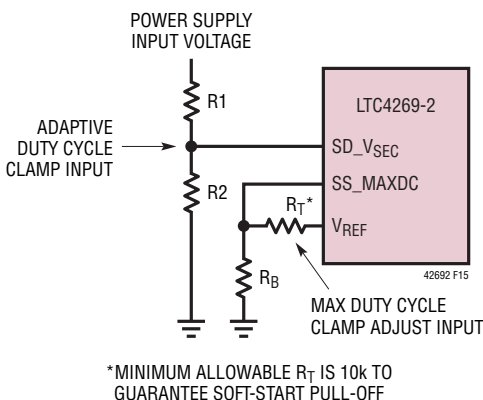 POWER SUPPLY
INPUT VOLTAGE
R1
LTC4269-2
ADAPTIVE
DUTY CYCLE
CLAMP INPUT
SD_VSEC
R2
SS_MAXDC
RT*
VREF
RB
42692 F15
MAX DUTY CYCLE
CLAMP ADJUST INPUT
*MINIMUM ALLOWABLE RT IS 10k TO
GUARANTEE SOFT-START PULL-OFF